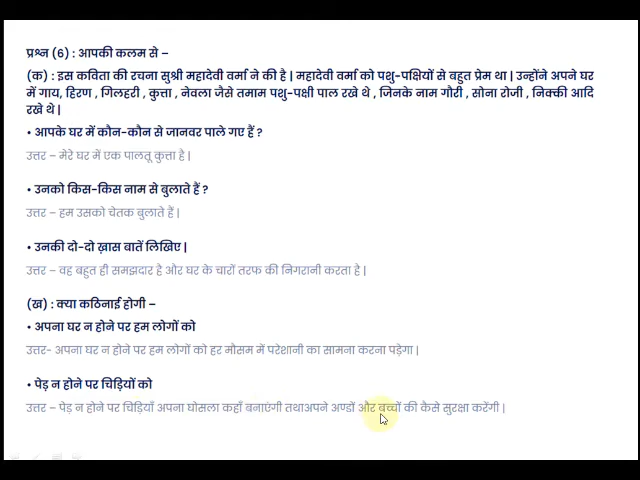 प्रश्न (6) : आपकी कलम से –
(क) : इस कविता की रचना सुश्री महादेवी वर्मा ने की है | महादेवी वर्मा को पशु-पक्षियों से बहुत प्रेम था | उन्होंने अपने घर
में गाय, हिरण , गिलहरी , कुत्ता , नेवला जैसे तमाम पशु-पक्षी पाल रखे थे , जिनके नाम गौरी , सोना रोजी , निक्की आदि
रखे थे |
• आपके घर में कौन-कौन से जानवर पाले गए हैं ?
उत्तर – मेरे घर में एक पालतू कुत्ता है |
• उनको किस-किस नाम से बुलाते हैं ?
उत्तर – हम उसको चेतक बुलाते हैं |
• उनकी दो-दो ख़ास बातें लिखिए |
उत्तर – वह बहुत ही समझदार है और घर के चारों तरफ की निगरानी करता है |
(ख) : क्या कठिनाई होगी –
• अपना घर न होने पर हम लोगों को
उत्तर- अपना घर न होने पर हम लोगों को हर मौसम में परेशानी का सामना करना पड़ेगा |
• पेड़ न होने पर चिड़ियों को
उत्तर – पेड़ न होने पर चिड़ियाँ अपना घोसला कहाँ बनाएंगी तथाअपने अण्डों और बच्चों की कैसे सुरक्षा करेंगी |